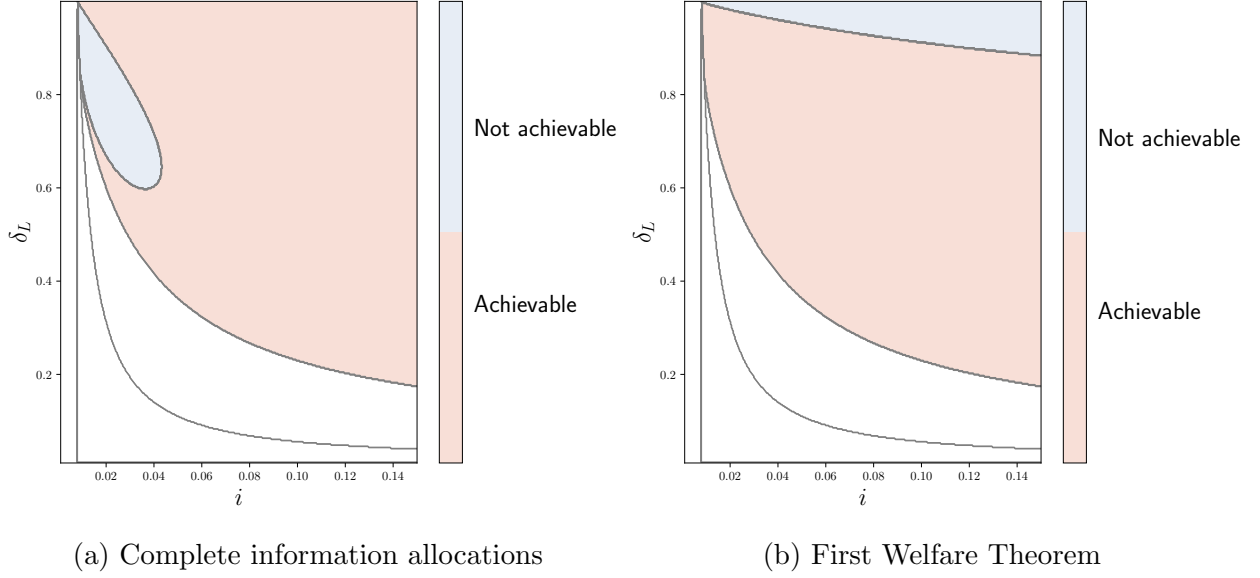 0.8
0.6
0.4
0.2
δ_L
0.02 0.04 0.06 0.08 0.10 0.12 0.14
i
Not achievable
Achievable
(a) Complete information allocations
0.8
0.6
0.4
0.2
δ_L
0.02 0.04 0.06 0.08 0.10 0.12 0.14
i
Not achievable
Achievable
(b) First Welfare Theorem